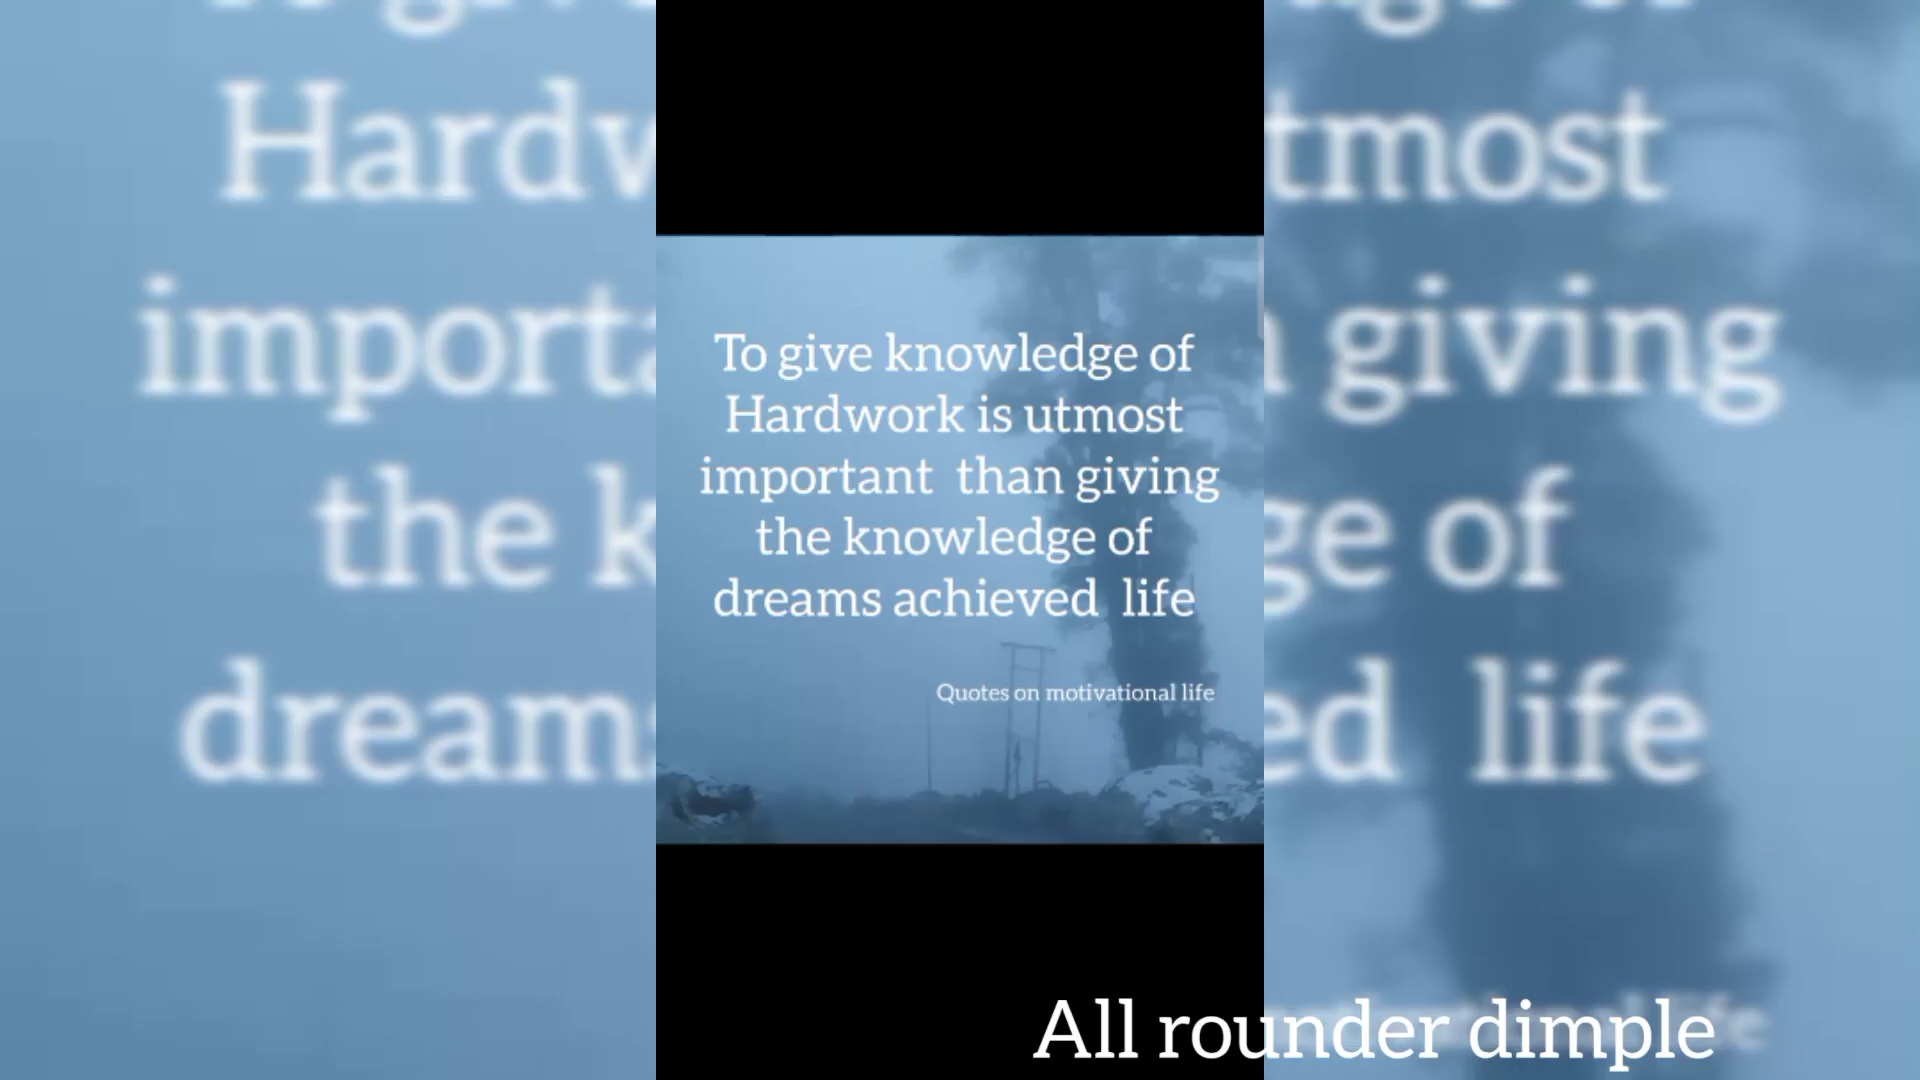 To give knowledge of
Hardwork is utmost
important than giving
the knowledge of
dreams achieved life
Quotes on motivational life
All rounder dimple